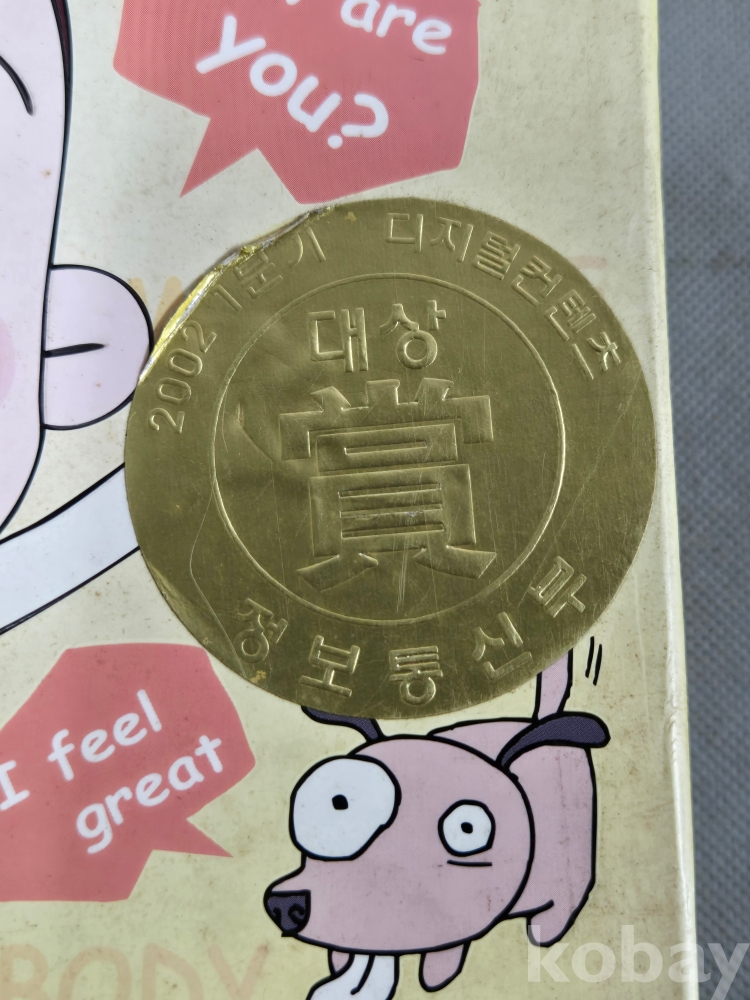 are
you?
2002 1분기 디지털컨텐츠
대상
賞
정보통신부
I feel
great
BODY
kobay